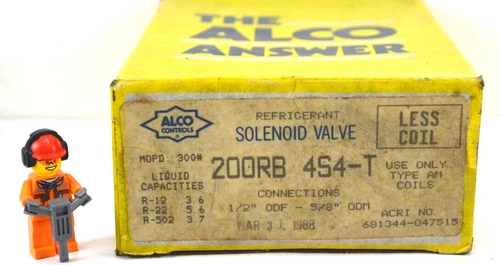 THE
ALCO
ANSWER
ALCO
CONTROLS
®
REFRIGERANT
SOLENOID VALVE
LESS
COIL
MOPD 300#
200RB 4S4-T
USE ONLY
TYPE AM
COILS
LIQUID
CAPACITIES
R-12 3.6
R-22 5.6
R-502 3.7
CONNECTIONS
1/2" ODF - 5/8" ODM
1988
ACRI NO.
681344-047515